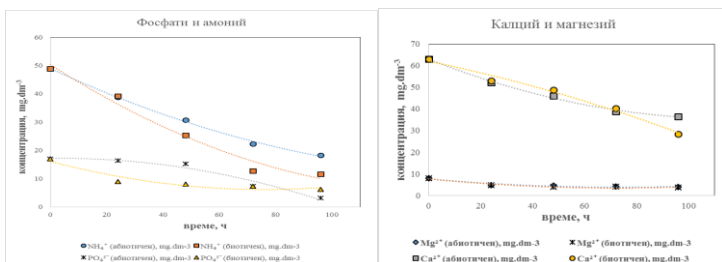 Фосфати и амоний
концентрация, mg.dm-3
60
50
40
30
20
10
0
0 20 40 60 80 100
време, ч
NH₄⁺ (абиотичен), mg.dm-3 NH₄⁺ (биотичен), mg.dm-3
PO₄³⁻ (абиотичен), mg.dm-3 PO₄³⁻ (биотичен), mg.dm-3
Калций и магнезий
концентрация, mg.dm-3
70
60
50
40
30
20
10
0
0 20 40 60 80 100
време, ч
Mg²⁺ (абиотичен), mg.dm-3 Mg²⁺ (биотичен), mg.dm-3
Ca²⁺ (абиотичен), mg.dm-3 Ca²⁺ (биотичен), mg.dm-3